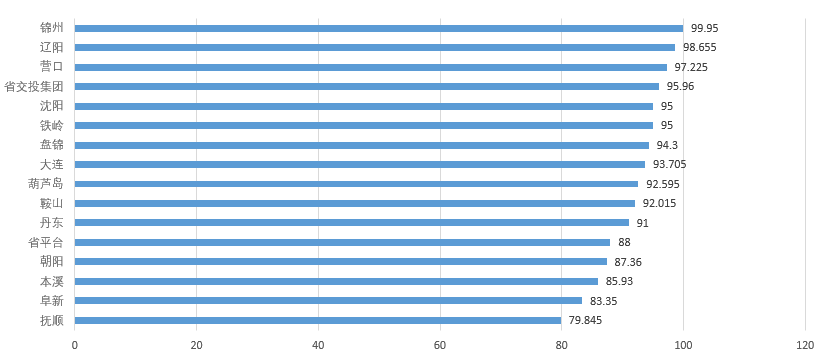 锦州 99.95
辽阳 98.655
营口 97.225
省交投集团 95.96
沈阳 95
铁岭 95
盘锦 94.3
大连 93.705
葫芦岛 92.595
鞍山 92.015
丹东 91
省平台 88
朝阳 87.36
本溪 85.93
阜新 83.35
抚顺 79.845
0 20 40 60 80 100 120